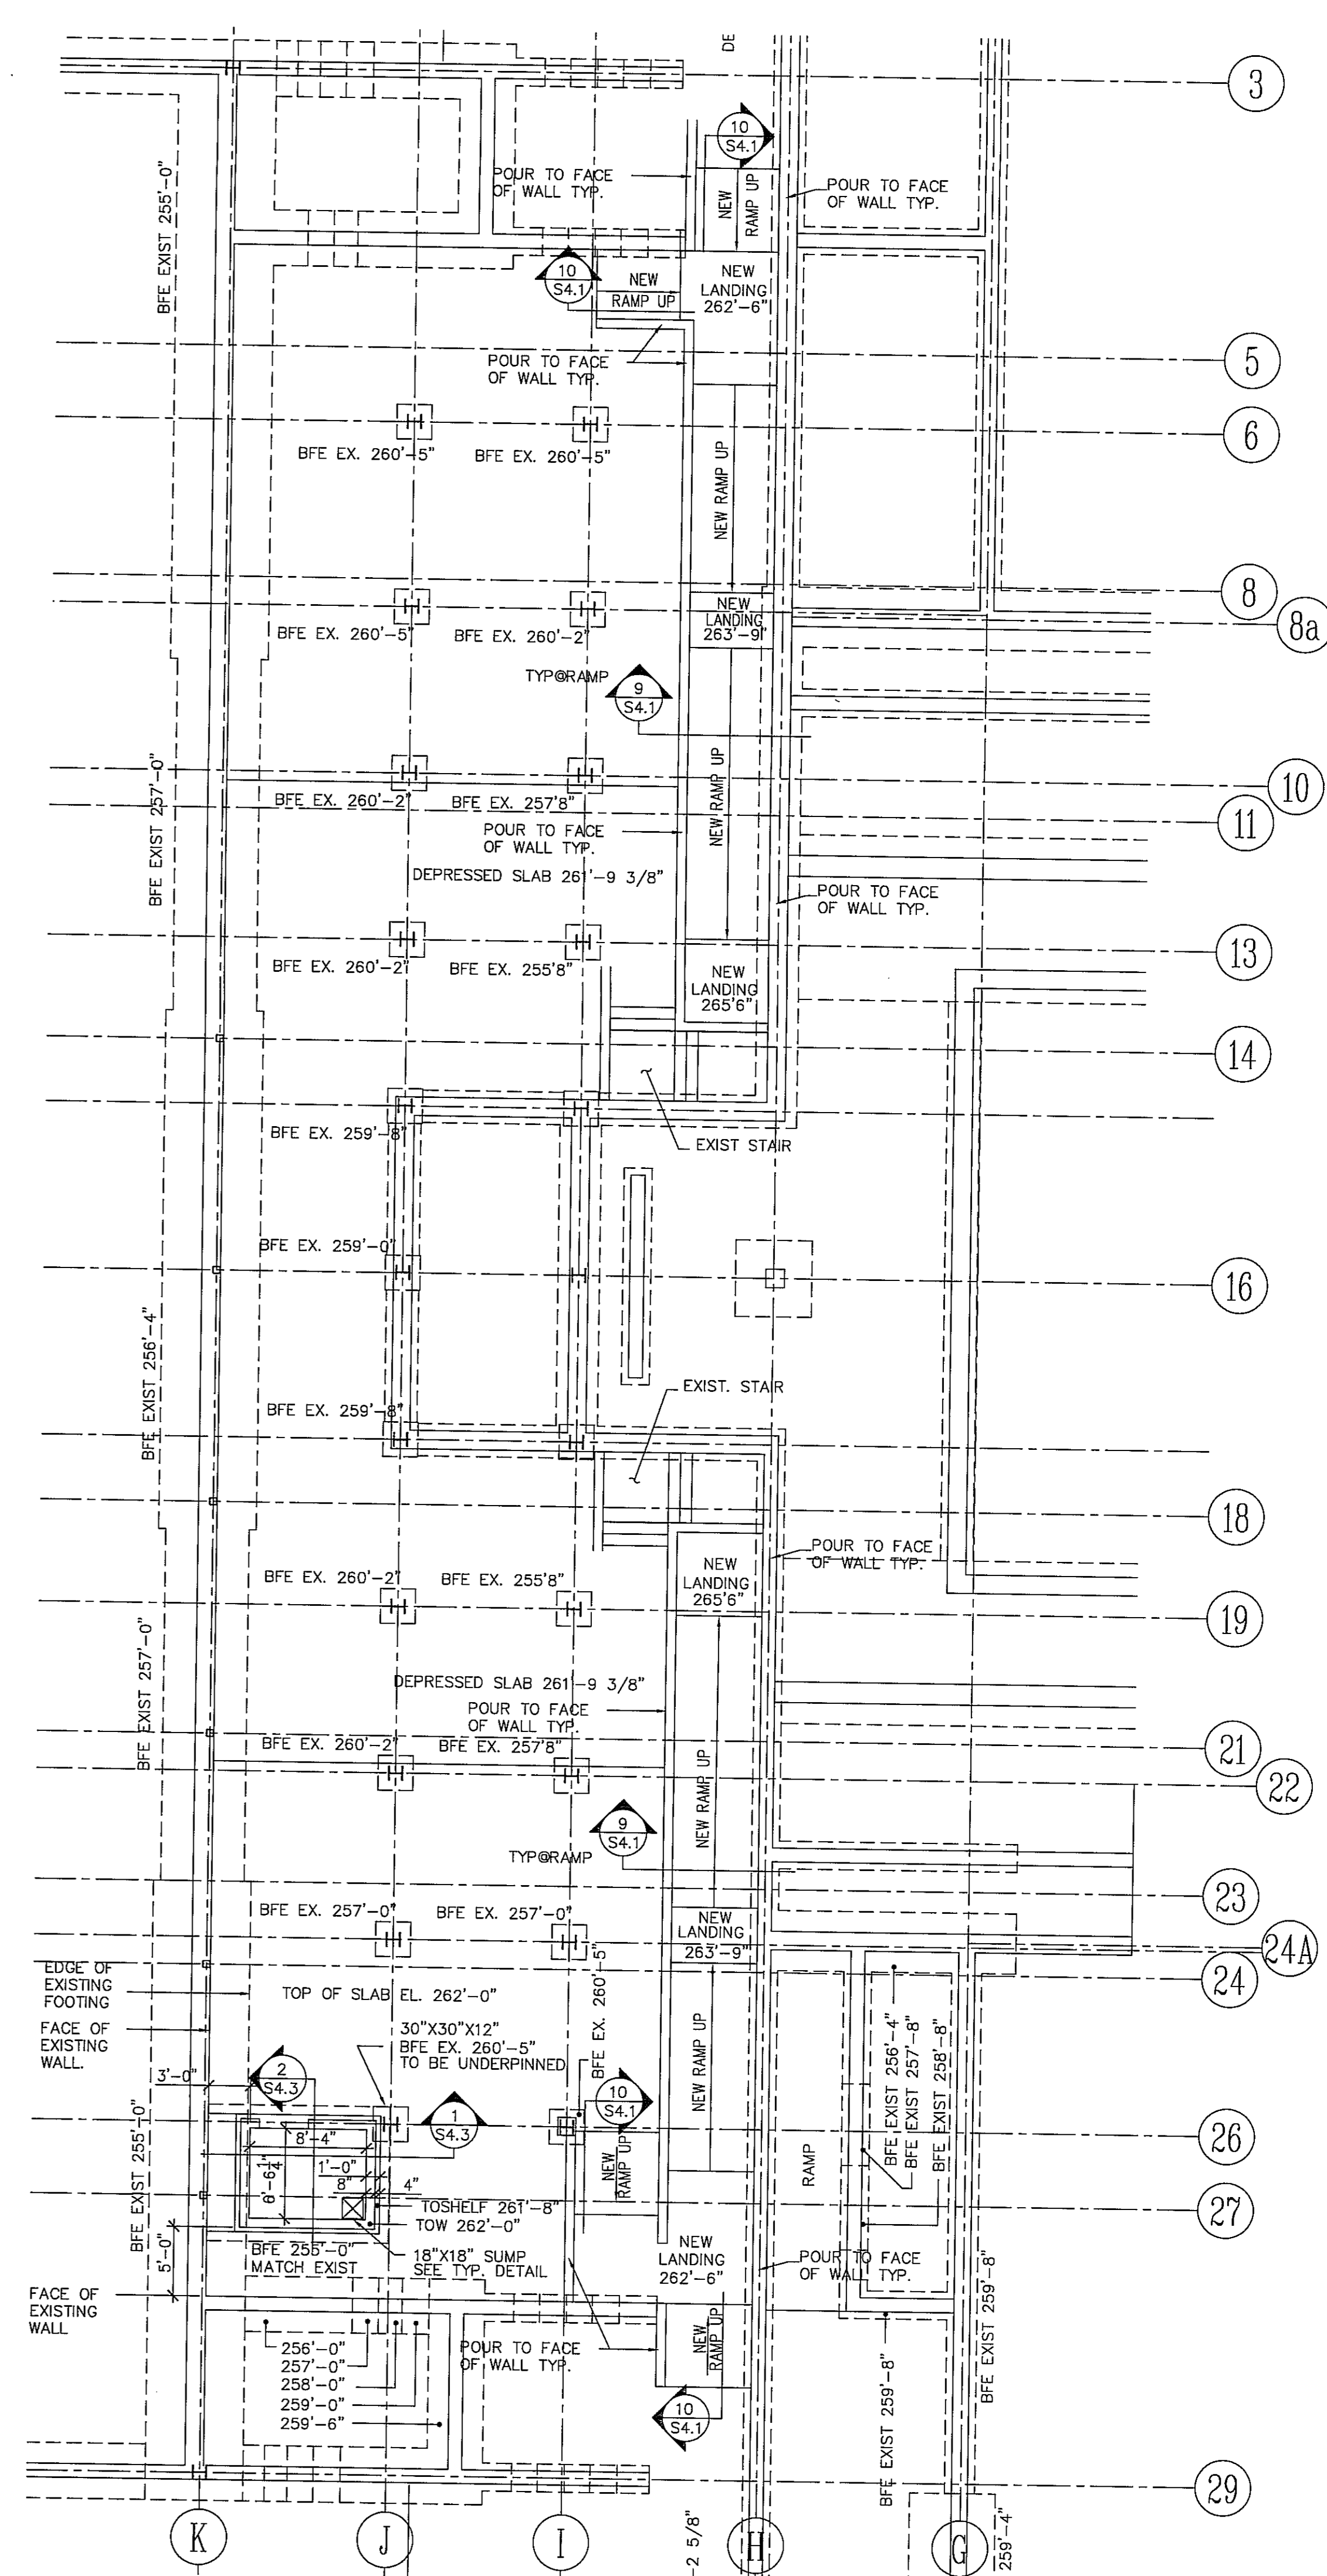 DE
3
10
S4.1
POUR TO FACE
OF WALL TYP.
NEW
RAMP UP
POUR TO FACE
OF WALL TYP.
BFE EXIST 255'-0"
10
S4.1
NEW
RAMP UP
NEW
LANDING
262'-6"
5
POUR TO FACE
OF WALL TYP.
6
BFE EX. 260'-5"
BFE EX. 260'-5"
NEW RAMP UP
8
NEW
LANDING
263'-9"
8a
BFE EX. 260'-5"
BFE EX. 260'-2"
TYP@RAMP
9
S4.1
BFE EXIST 257'-0"
NEW RAMP UP
10
BFE EX. 260'-2"
BFE EX. 257'8"
11
POUR TO FACE
OF WALL TYP.
DEPRESSED SLAB 261'-9 3/8"
POUR TO FACE
OF WALL TYP.
13
BFE EX. 260'-2"
BFE EX. 255'8"
NEW
LANDING
265'6"
14
BFE EX. 259'-8"
EXIST STAIR
BFE EX. 259'-0"
16
BFE EXIST 256'-4"
EXIST. STAIR
BFE EX. 259'-8"
18
POUR TO FACE
OF WALL TYP.
NEW
LANDING
265'6"
BFE EX. 260'-2"
BFE EX. 255'8"
19
BFE EXIST 257'-0"
DEPRESSED SLAB 261'-9 3/8"
POUR TO FACE
OF WALL TYP.
21
BFE EX. 260'-2"
BFE EX. 257'8"
NEW RAMP UP
22
9
S4.1
TYP@RAMP
23
BFE EX. 257'-0"
BFE EX. 257'-0"
NEW
LANDING
263'-9"
24A
24
EDGE OF
EXISTING
FOOTING
TOP OF SLAB EL. 262'-0"
BFE EX. 260'-5"
FACE OF
EXISTING
WALL.
30"X30"X12"
BFE EX. 260'-5"
TO BE UNDERPINNED
NEW RAMP UP
BFE EXIST 256'-4"
BFE EXIST 257'-8"
BFE EXIST 258'-8"
3'-0"
2
S4.3
1
S4.3
10
S4.1
26
RAMP
BFE EXIST 255'-0"
8'-4"
6'-6 1/4"
1'-0"
8"
4"
NEW
RAMP UP
27
TOSHELF 261'-8"
TOW 262'-0"
5'-0"
BFE 255'-0"
MATCH EXIST
18"X18" SUMP
SEE TYP. DETAIL
NEW
LANDING
262'-6"
POUR TO FACE
OF WALL TYP.
FACE OF
EXISTING
WALL
BFE EXIST 259'-8"
256'-0"
257'-0"
258'-0"
259'-0"
259'-6"
POUR TO FACE
OF WALL TYP.
NEW
RAMP UP
BFE EXIST 259'-8"
10
S4.1
29
K
J
I
H
G
-2 5/8"
259'-4"